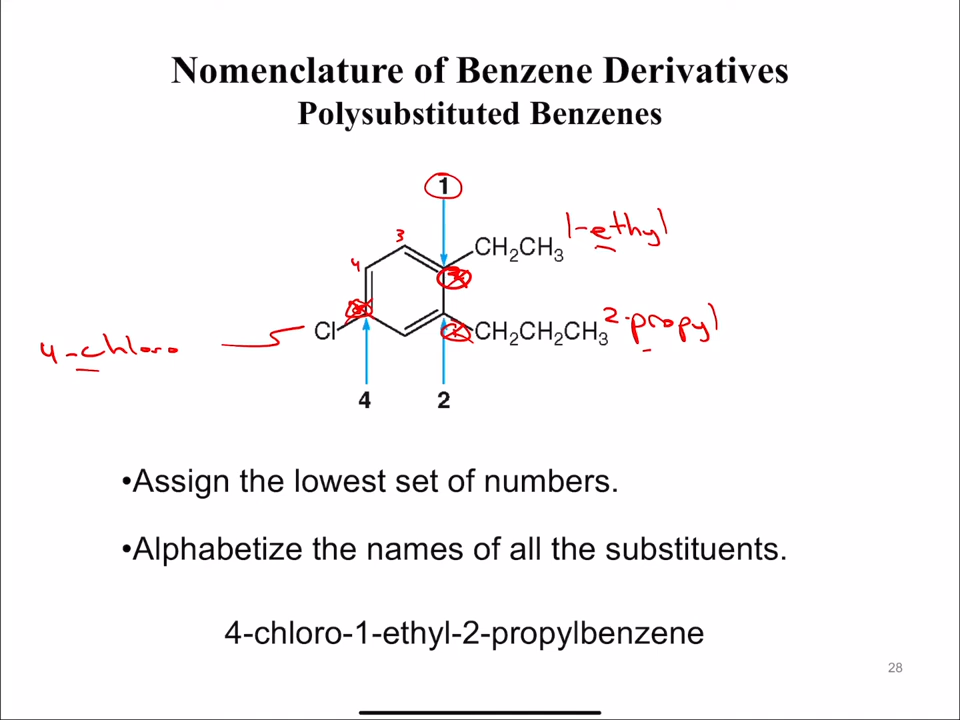 Nomenclature of Benzene Derivatives
Polysubstituted Benzenes
1
1-ethyl
3
CH₂CH₃
4
2-propyl
Cl
CH₂CH₂CH₃
4-chloro
4
2
•Assign the lowest set of numbers.
•Alphabetize the names of all the substituents.
4-chloro-1-ethyl-2-propylbenzene
28